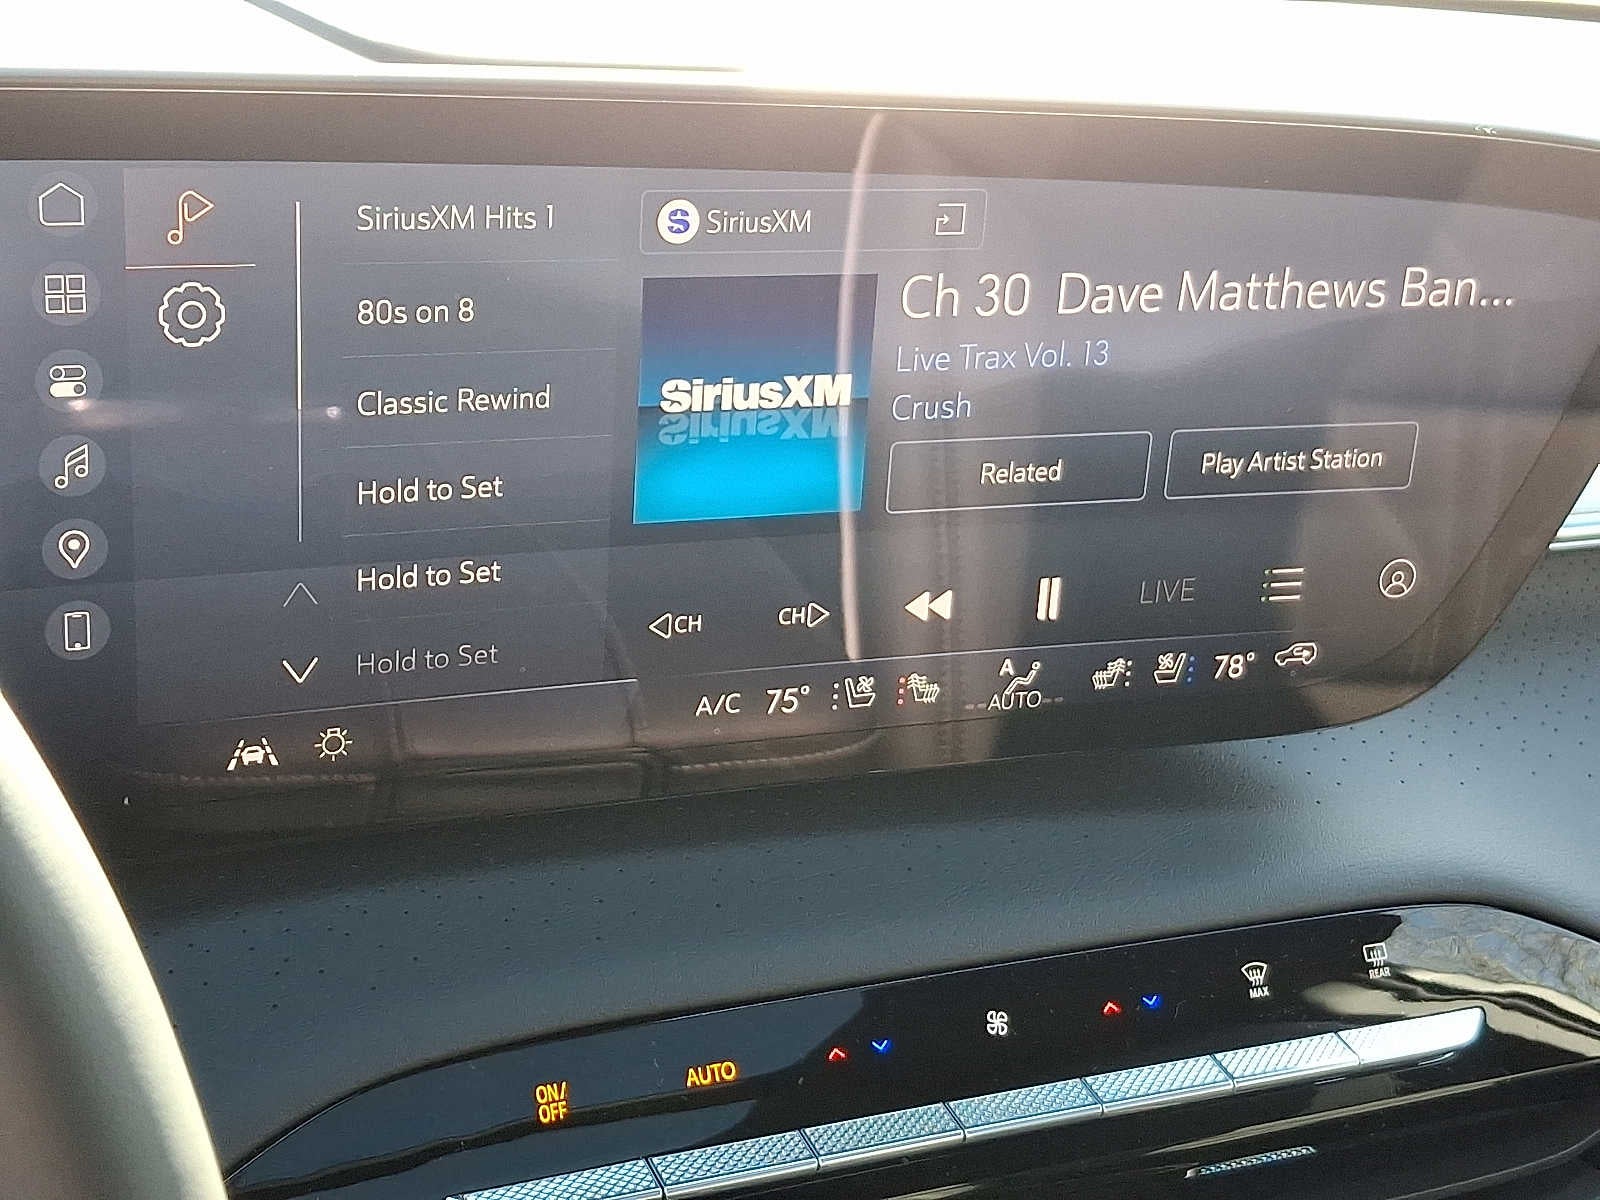 SiriusXM Hits 1
80s on 8
Classic Rewind
Hold to Set
Hold to Set
Hold to Set
SiriusXM
SiriusXM
Ch 30 Dave Matthews Ban...
Live Trax Vol. 13
Crush
Related
Play Artist Station
CH
CH
LIVE
A/C 75°
A
AUTO
78°
ON/
OFF
AUTO
MAX
REAR